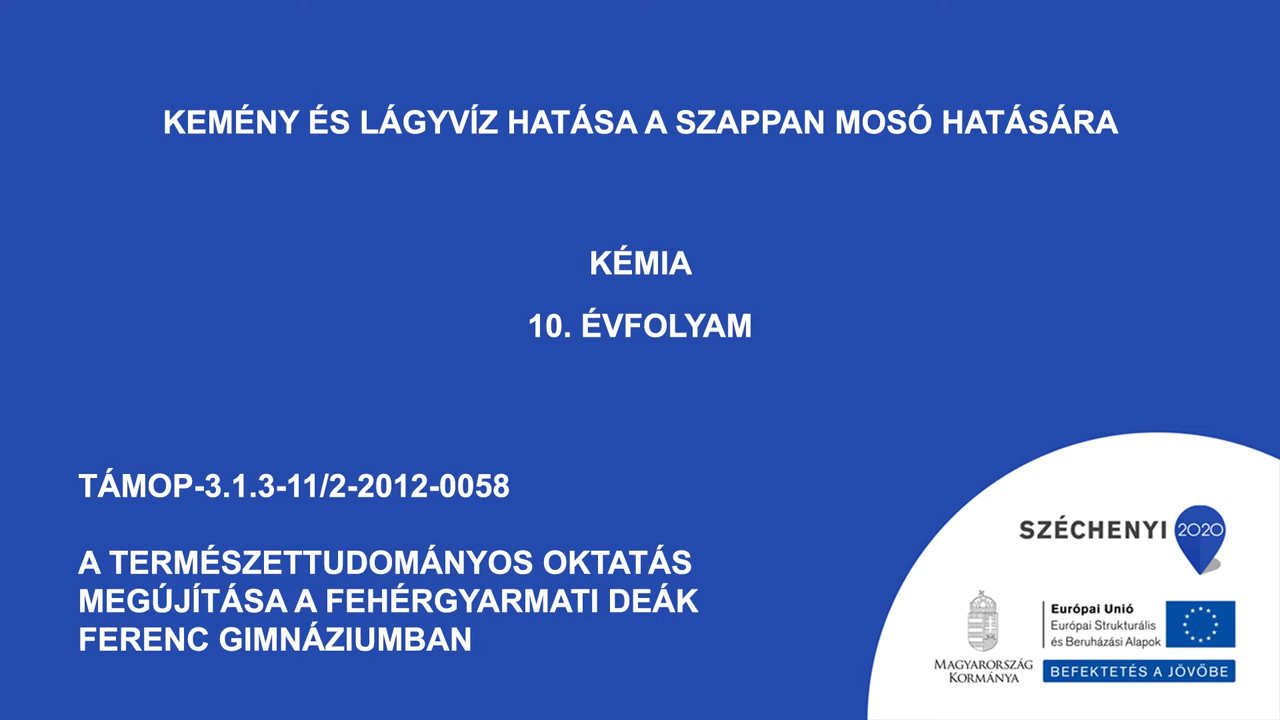 KEMÉNY ÉS LÁGYVÍZ HATÁSA A SZAPPAN MOSÓ HATÁSÁRA
KÉMIA
10. ÉVFOLYAM
TÁMOP-3.1.3-11/2-2012-0058
A TERMÉSZETTUDOMÁNYOS OKTATÁS
MEGÚJÍTÁSA A FEHÉRGYARMATI DEÁK
FERENC GIMNÁZIUMBAN
SZÉCHENYI 2020
MAGYARORSZÁG
KORMÁNYA
Európai Unió
Európai Strukturális
és Beruházási Alapok
BEFEKTETÉS A JÖVŐBE